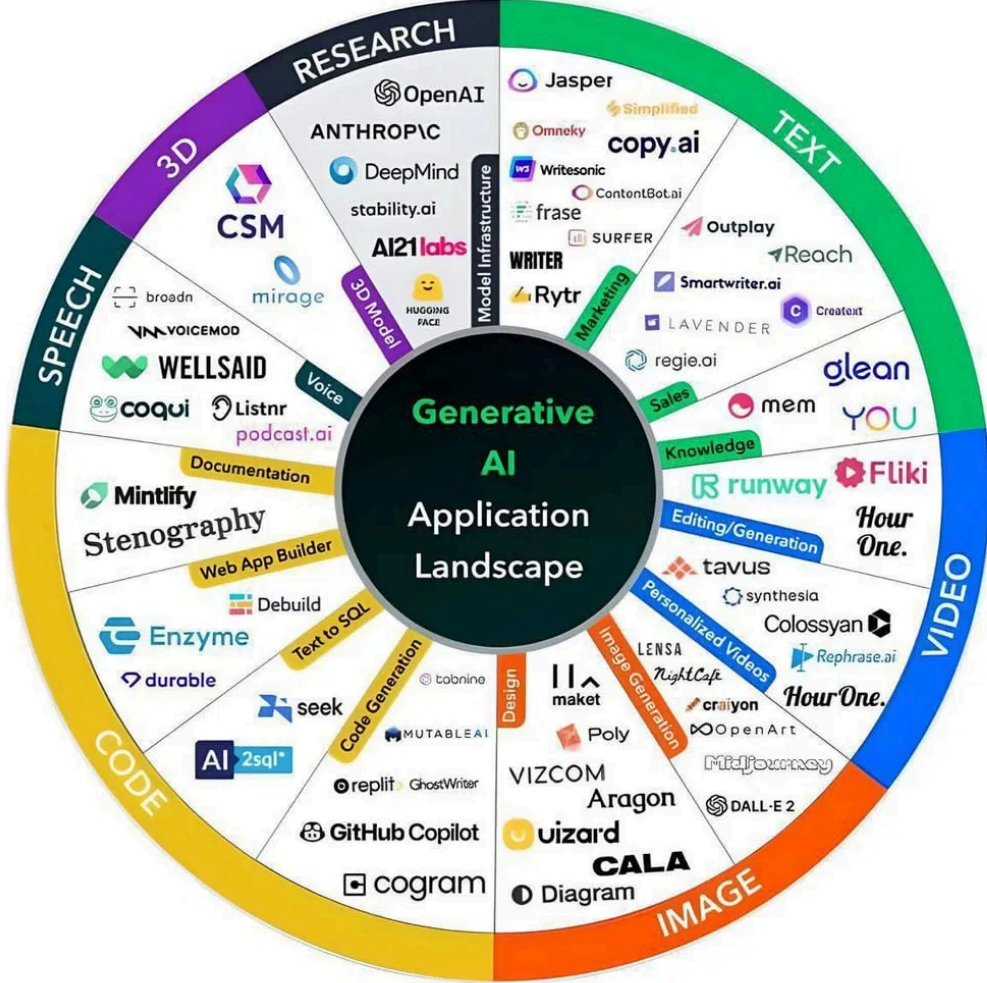 Generative
AI
Application
Landscape
RESEARCH
Model Infrastructure
OpenAI
ANTHROP\C
DeepMind
stability.ai
AI21labs
HUGGING
FACE
TEXT
Marketing
Jasper
Simplified
Omneky
copy.ai
WS
Writesonic
ContentBot.ai
frase
SURFER
WRITER
Rytr
Sales
Outplay
Reach
Smartwriter.ai
C
Creatext
LAVENDER
regie.ai
Knowledge
glean
mem
YOU
VIDEO
Editing/Generation
runway
Fliki
Hour
One.
Personalized Videos
tavus
synthesia
Colossyan
Rephrase.ai
HourOne.
IMAGE
Image Generation
LENSA
NightCafe
craiyon
OpenArt
Midjourney
DALL·E 2
Design
maket
Poly
VIZCOM
Aragon
uizard
CALA
Diagram
CODE
Code Generation
tabnine
MUTABLEAI
replit GhostWriter
GitHub Copilot
cogram
Text to SQL
seek
AI 2sql
Web App Builder
Debuild
Enzyme
durable
Documentation
Mintlify
Stenography
SPEECH
Voice
broadn
VOICEMOD
WELLSAID
coqui
Listnr
podcast.ai
3D
3D Model
CSM
mirage